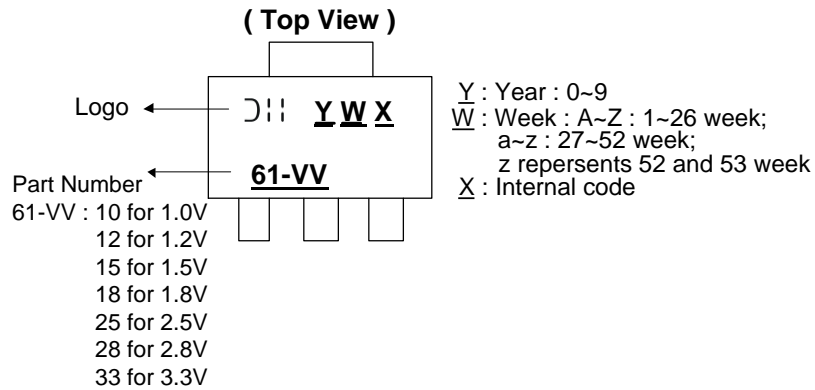 ( Top View )
Logo
Y W X
61-VV
Y : Year : 0~9
W : Week : A~Z : 1~26 week;
a~z : 27~52 week;
z repersents 52 and 53 week
X : Internal code
Part Number
61-VV : 10 for 1.0V
12 for 1.2V
15 for 1.5V
18 for 1.8V
25 for 2.5V
28 for 2.8V
33 for 3.3V